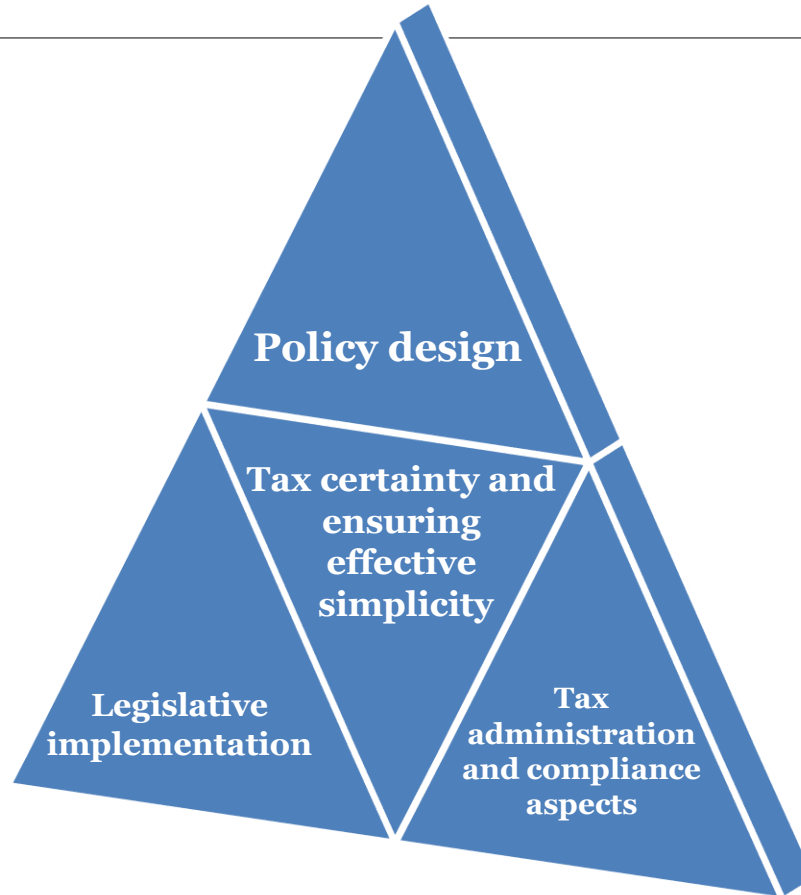 Policy design
Tax certainty and
ensuring
effective
simplicity
Legislative
implementation
Tax
administration
and compliance
aspects